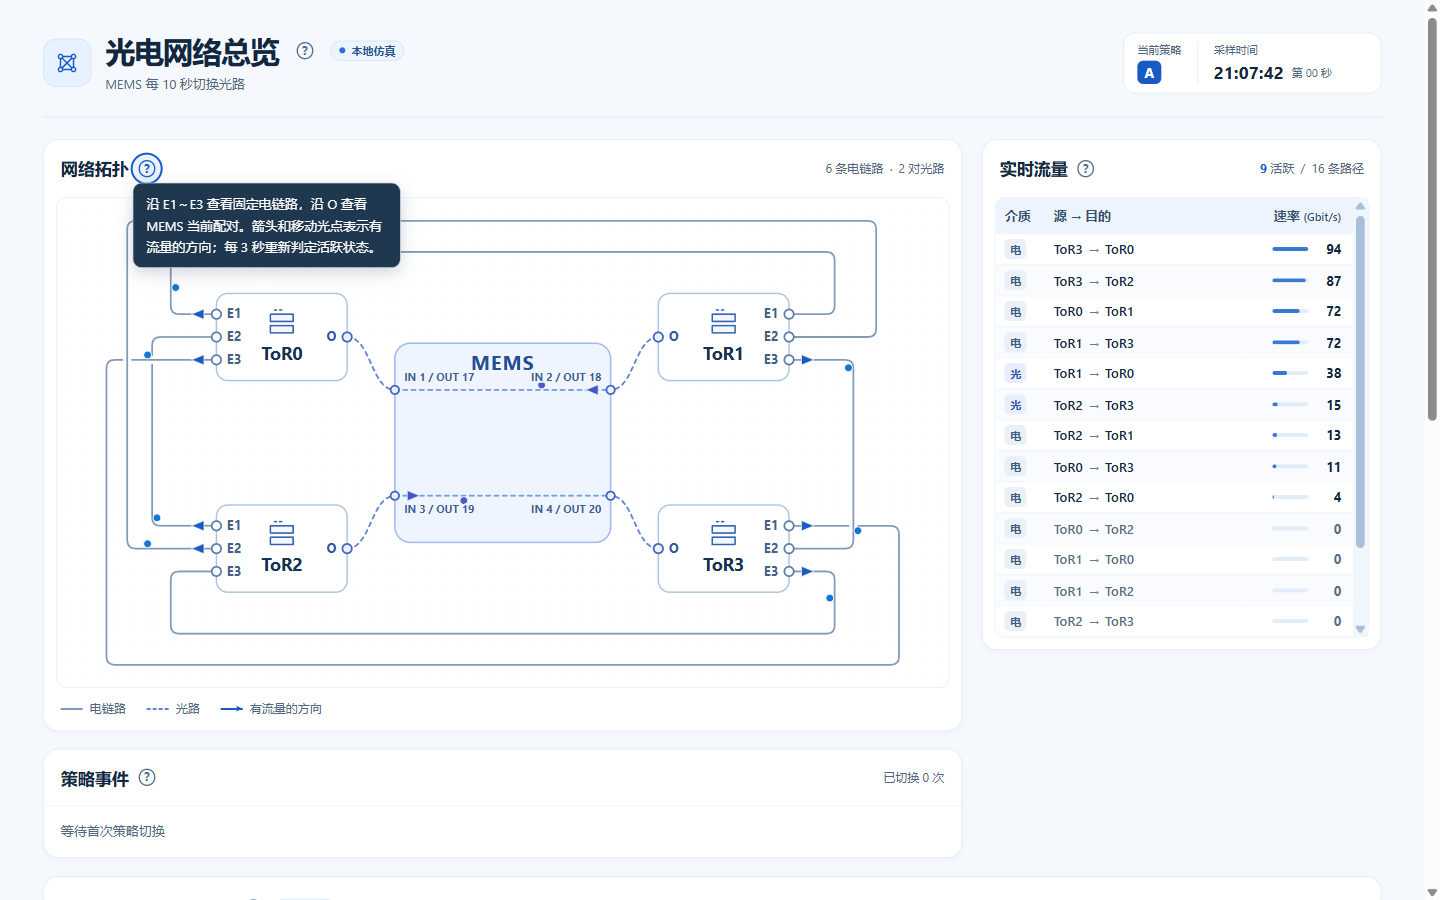 光电网络总览
本地仿真
MEMS 每 10 秒切换光路
当前策略
A
采样时间
21:07:42 第 00 秒
网络拓扑
6 条电链路 · 2 对光路
沿 E1 ~ E3 查看固定电链路，沿 O 查看
MEMS 当前配对。箭头和移动光点表示有
流量的方向；每 3 秒重新判定活跃状态。
E1
E2
E3
O
ToR0
O
E1
E2
E3
ToR1
MEMS
IN 1 / OUT 17
IN 2 / OUT 18
IN 3 / OUT 19
IN 4 / OUT 20
E1
E2
E3
O
ToR2
O
E1
E2
E3
ToR3
电链路
光路
有流量的方向
实时流量
9 活跃 / 16 条路径
介质 源 → 目的 速率 (Gbit/s)
电 ToR3 → ToR0 94
电 ToR3 → ToR2 87
电 ToR0 → ToR1 72
电 ToR1 → ToR3 72
光 ToR1 → ToR0 38
光 ToR2 → ToR3 15
电 ToR2 → ToR1 13
电 ToR0 → ToR3 11
电 ToR2 → ToR0 4
电 ToR0 → ToR2 0
电 ToR1 → ToR0 0
电 ToR1 → ToR2 0
电 ToR2 → ToR3 0
策略事件
已切换 0 次
等待首次策略切换